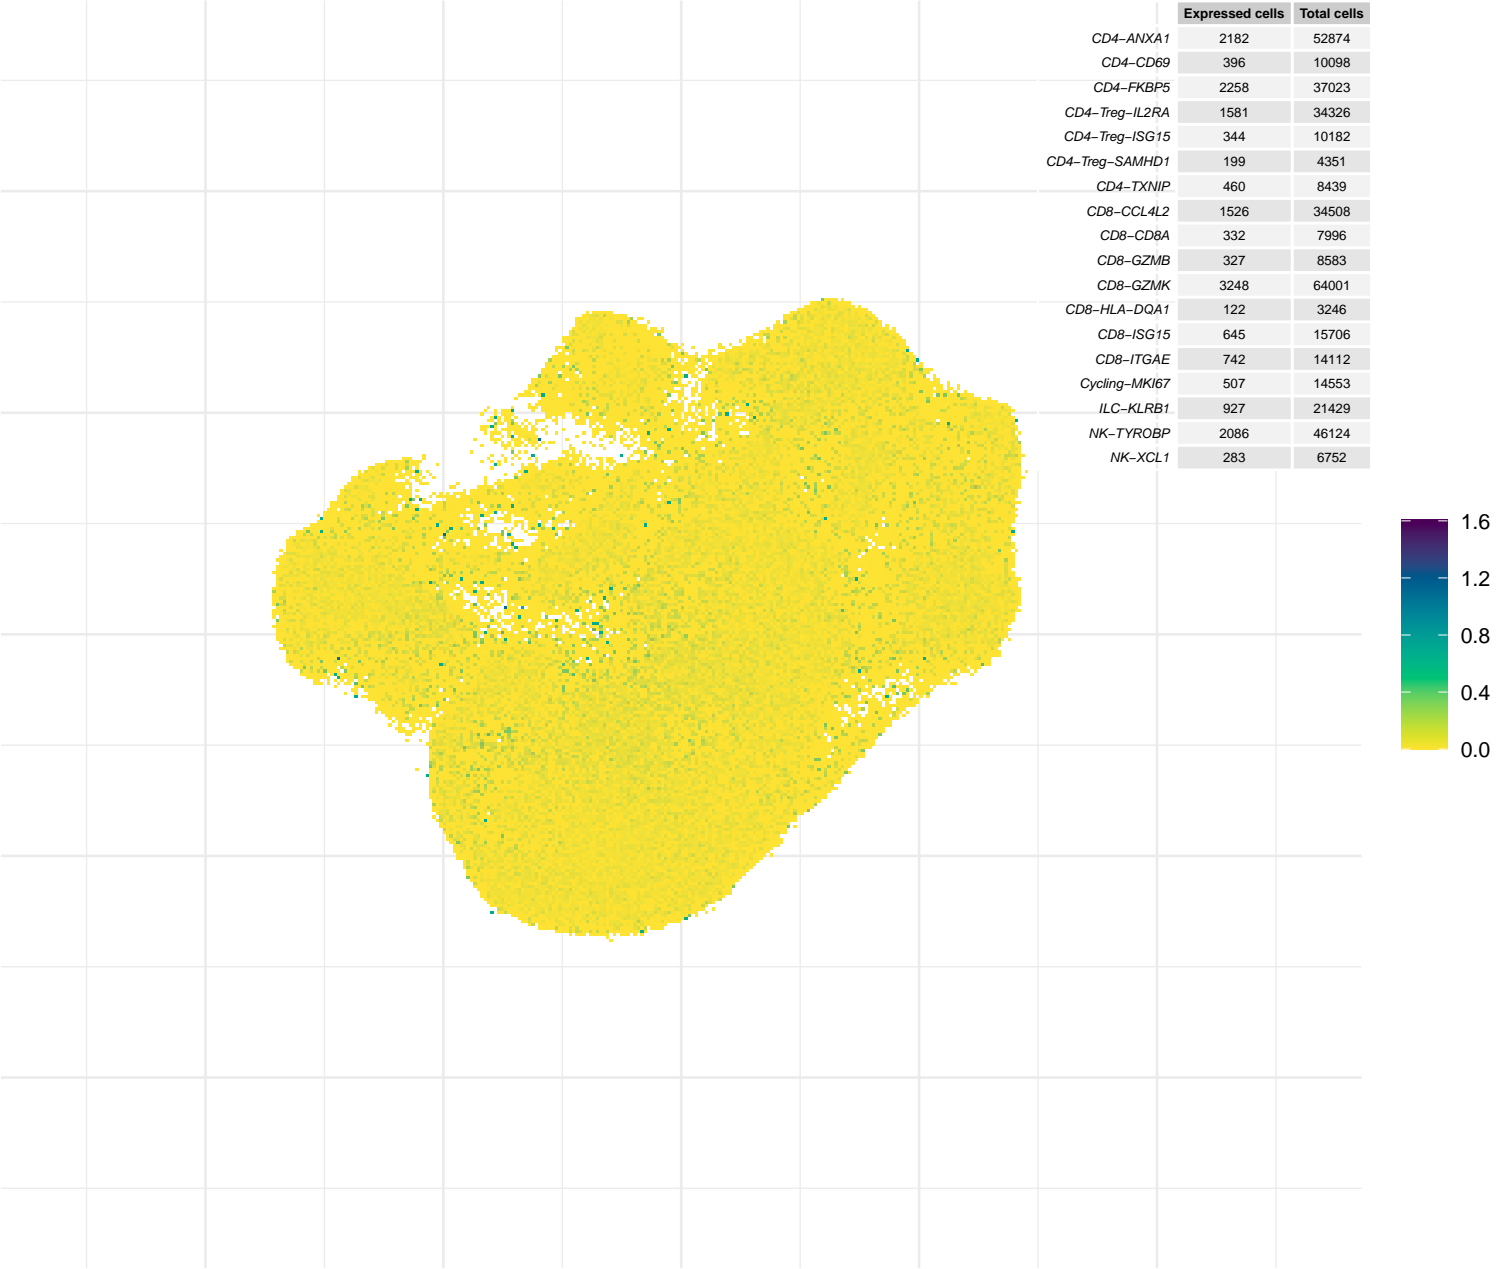 Expressed cells Total cells
CD4−ANXA1 2182 52874
CD4−CD69 396 10098
CD4−FKBP5 2258 37023
CD4−Treg−IL2RA 1581 34326
CD4−Treg−ISG15 344 10182
CD4−Treg−SAMHD1 199 4351
CD4−TXNIP 460 8439
CD8−CCL4L2 1526 34508
CD8−CD8A 332 7996
CD8−GZMB 327 8583
CD8−GZMK 3248 64001
CD8−HLA−DQA1 122 3246
CD8−ISG15 645 15706
CD8−ITGAE 742 14112
Cycling−MKI67 507 14553
ILC−KLRB1 927 21429
NK−TYROBP 2086 46124
NK−XCL1 283 6752
1.6
1.2
0.8
0.4
0.0